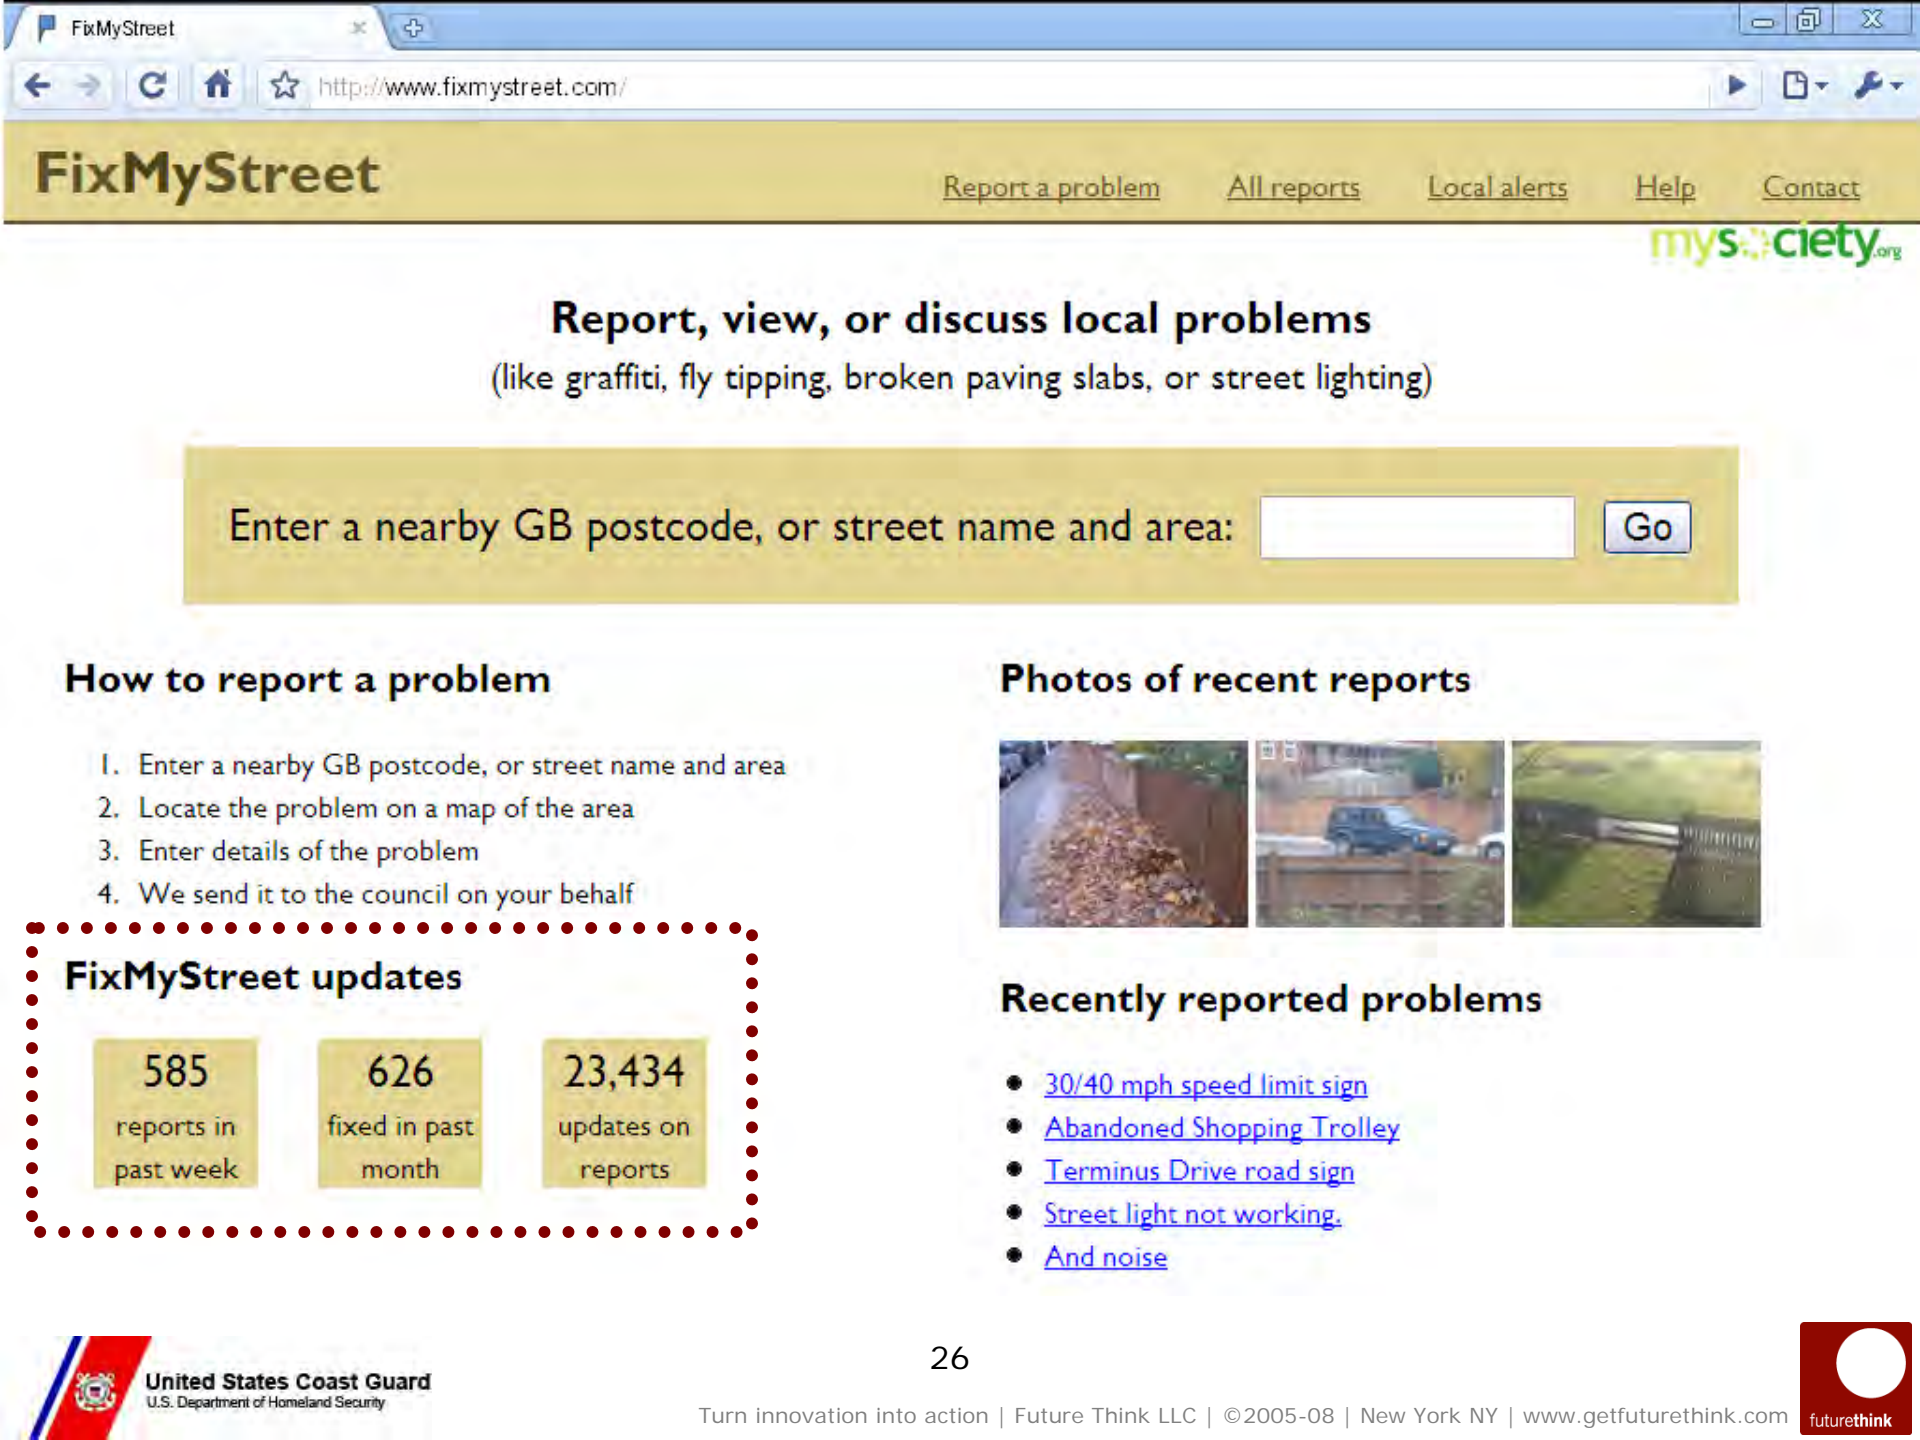 FixMyStreet
http://www.fixmystreet.com/
FixMyStreet
Report a problem
All reports
Local alerts
Help
Contact
mysociety.org
Report, view, or discuss local problems
(like graffiti, fly tipping, broken paving slabs, or street lighting)
Enter a nearby GB postcode, or street name and area:
Go
How to report a problem
1. Enter a nearby GB postcode, or street name and area
2. Locate the problem on a map of the area
3. Enter details of the problem
4. We send it to the council on your behalf
FixMyStreet updates
585
reports in
past week
626
fixed in past
month
23,434
updates on
reports
Photos of recent reports
Recently reported problems
30/40 mph speed limit sign
Abandoned Shopping Trolley
Terminus Drive road sign
Street light not working.
And noise
United States Coast Guard
U.S. Department of Homeland Security
26
Turn innovation into action | Future Think LLC | ©2005-08 | New York NY | www.getfuturethink.com
futurethink